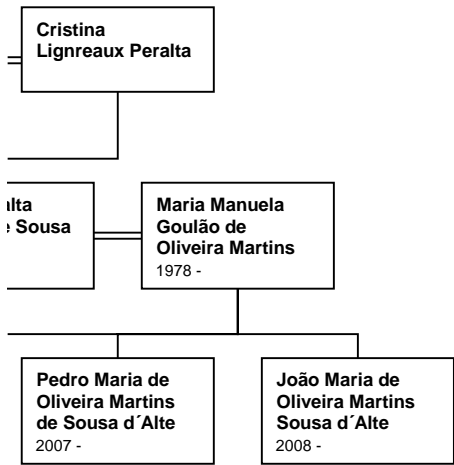 Cristina
Lignreaux Peralta
Sousa
Maria Manuela
Goulão de
Oliveira Martins
1978 -
Pedro Maria de
Oliveira Martins
de Sousa d´Alte
2007 -
João Maria de
Oliveira Martins
Sousa d´Alte
2008 -